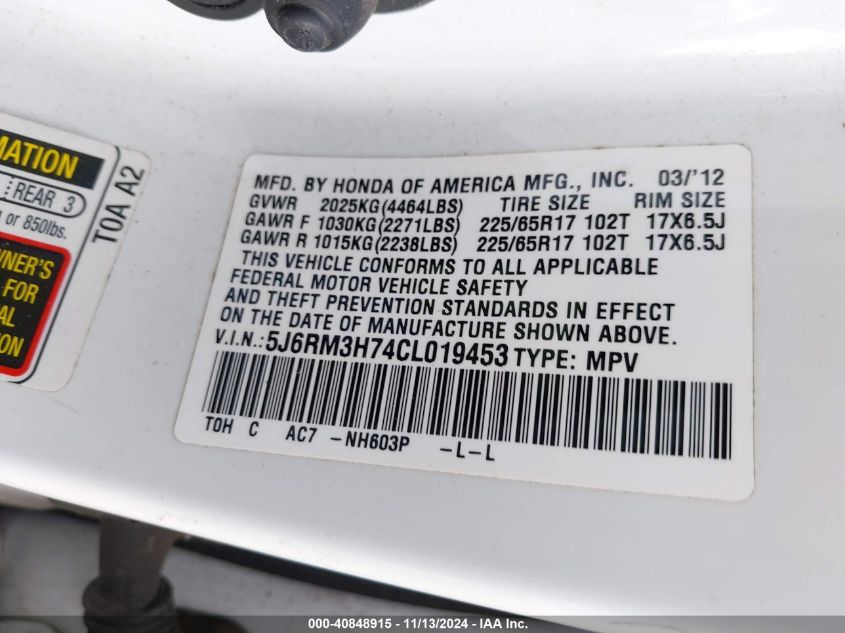 MATION
REAR 3
or 850lbs.
T0A A2
WNER'S
FOR
AL
ION
MFD. BY HONDA OF AMERICA MFG., INC. 03/'12
GVWR 2025KG(4464LBS) TIRE SIZE RIM SIZE
GAWR F 1030KG(2271LBS) 225/65R17 102T 17X6.5J
GAWR R 1015KG(2238LBS) 225/65R17 102T 17X6.5J
THIS VEHICLE CONFORMS TO ALL APPLICABLE
FEDERAL MOTOR VEHICLE SAFETY
AND THEFT PREVENTION STANDARDS IN EFFECT
ON THE DATE OF MANUFACTURE SHOWN ABOVE.
V.I.N.: 5J6RM3H74CL019453 TYPE: MPV
T0H C AC7 -NH603P -L-L
000-40848915 - 11/13/2024 - IAA Inc.